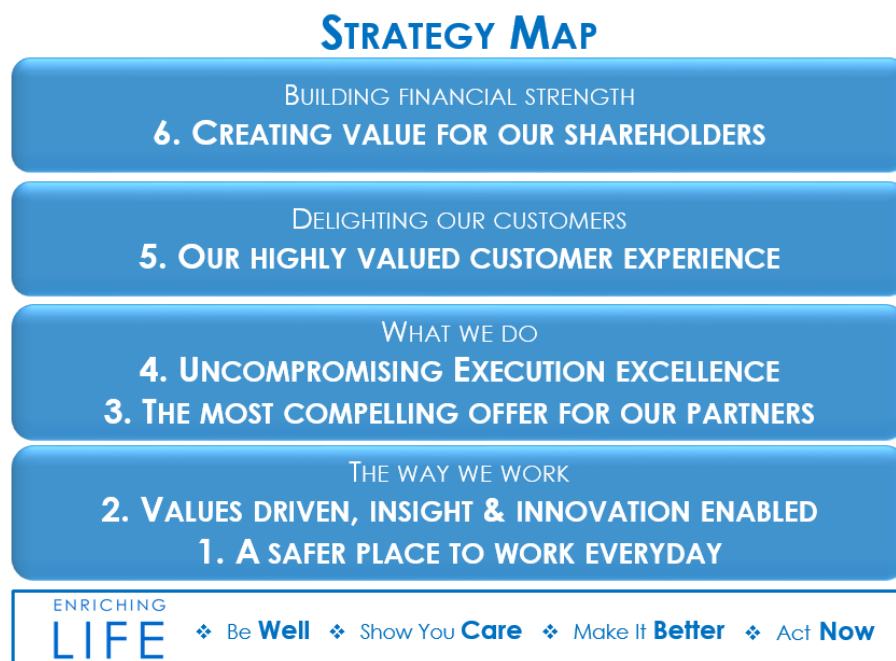 Strategy Map
Building financial strength
6. Creating value for our shareholders
Delighting our customers
5. Our highly valued customer experience
What we do
4. Uncompromising Execution excellence
3. The most compelling offer for our partners
The way we work
2. Values driven, insight & innovation enabled
1. A safer place to work everyday
ENRICHING
LIFE
❖ Be Well ❖ Show You Care ❖ Make It Better ❖ Act Now